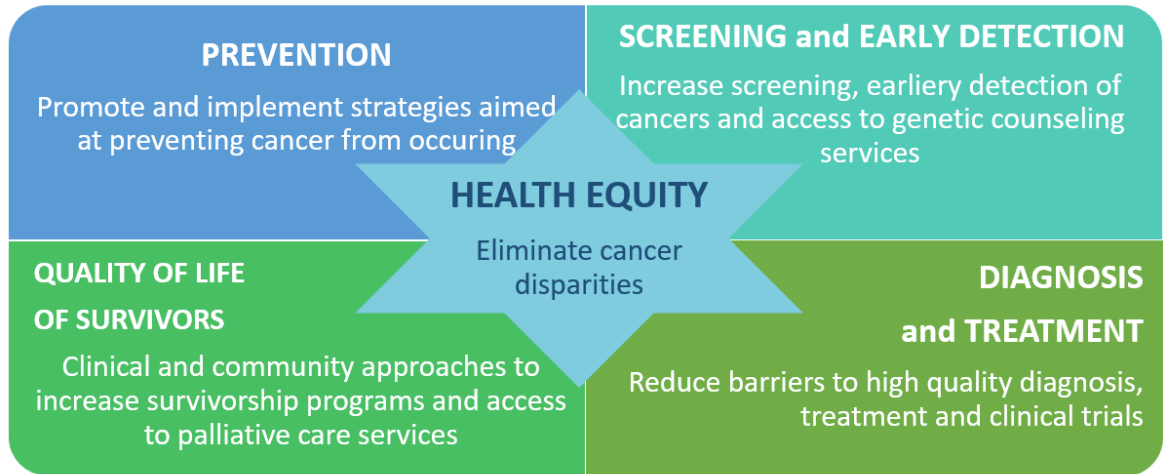 PREVENTION
Promote and implement strategies aimed
at preventing cancer from occuring
SCREENING and EARLY DETECTION
Increase screening, earliery detection of
cancers and access to genetic counseling
services
HEALTH EQUITY
Eliminate cancer
disparities
QUALITY OF LIFE
OF SURVIVORS
Clinical and community approaches to
increase survivorship programs and access
to palliative care services
DIAGNOSIS
and TREATMENT
Reduce barriers to high quality diagnosis,
treatment and clinical trials